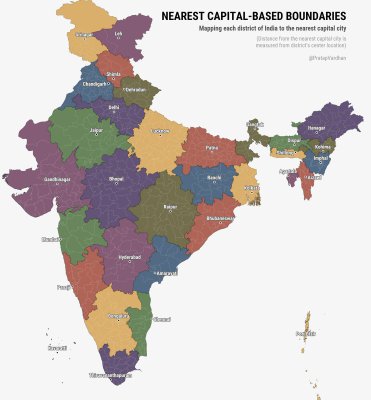 NEAREST CAPITAL-BASED BOUNDARIES
Mapping each district of India to the nearest capital city
(Distance from the nearest capital city is
measured from district's center location)
@PratapVardhan
Srinagar
Leh
Shimla
Chandigarh
Dehradun
Delhi
Jaipur
Lucknow
Gangtok
Itanagar
Patna
Dispur
Kohima
Shillong
Imphal
Gandhinagar
Bhopal
Ranchi
Agartala
Aizawl
Kolkata
Raipur
Bhubaneswar
Mumbai
Hyderabad
Panaji
Amaravati
Bengaluru
Chennai
Kavaratti
Thiruvananthapuram